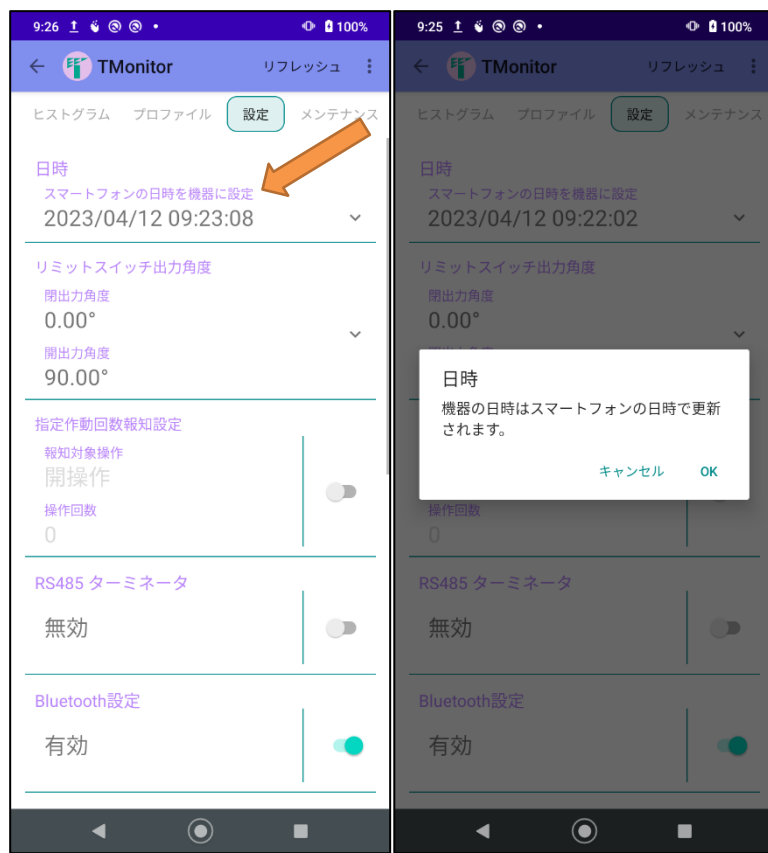 9:26 100%
TMonitor リフレッシュ
ヒストグラム プロファイル 設定 メンテナンス
日時
スマートフォンの日時を機器に設定
2023/04/12 09:23:08
リミットスイッチ出力角度
閉出力角度
0.00°
開出力角度
90.00°
指定作動回数報知設定
報知対象操作
開操作
操作回数
0
RS485 ターミネータ
無効
Bluetooth設定
有効
9:25 100%
TMonitor リフレッシュ
ヒストグラム プロファイル 設定 メンテナンス
日時
スマートフォンの日時を機器に設定
2023/04/12 09:22:02
リミットスイッチ出力角度
閉出力角度
0.00°
日時
機器の日時はスマートフォンの日時で更新
されます。
キャンセル OK
操作回数
0
RS485 ターミネータ
無効
Bluetooth設定
有効